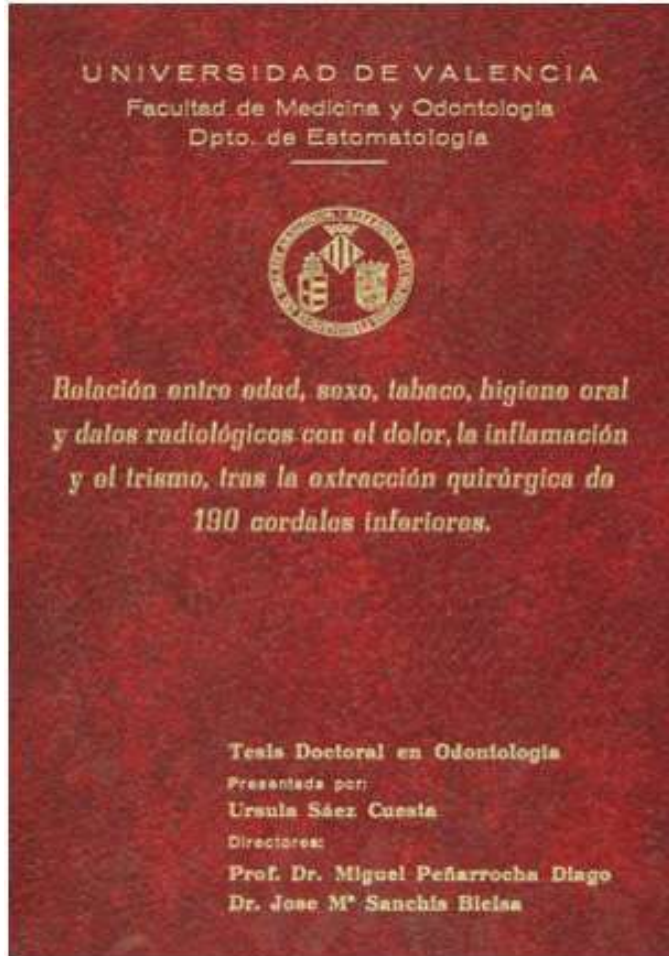 UNIVERSIDAD DE VALENCIA
Facultad de Medicina y Odontología
Dpto. de Estomatología
Relación entre edad, sexo, tabaco, higiene oral
y datos radiológicos con el dolor, la inflamación
y el trismo, tras la extracción quirúrgica de
190 cordales inferiores.
Tesis Doctoral en Odontología
Presentada por:
Ursula Sáez Cuesta
Directores:
Prof. Dr. Miguel Peñarrocha Diago
Dr. Jose Mª Sanchis Bielsa